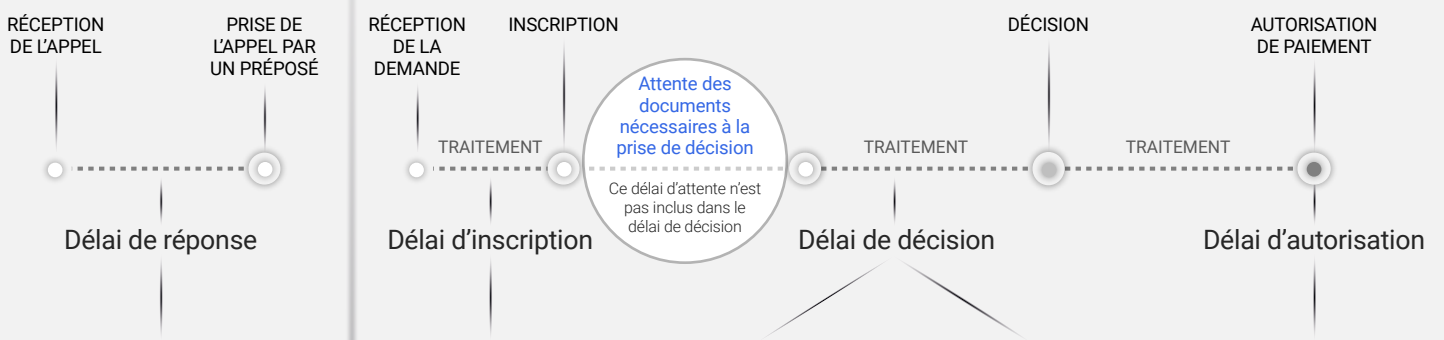 RÉCEPTION
DE L’APPEL
PRISE DE
L’APPEL PAR
UN PRÉPOSÉ
Délai de réponse
RÉCEPTION
DE LA
DEMANDE
INSCRIPTION
TRAITEMENT
Délai d’inscription
Attente des
documents
nécessaires à la
prise de décision
Ce délai d’attente n’est
pas inclus dans le
délai de décision
TRAITEMENT
Délai de décision
DÉCISION
TRAITEMENT
AUTORISATION
DE PAIEMENT
Délai d’autorisation